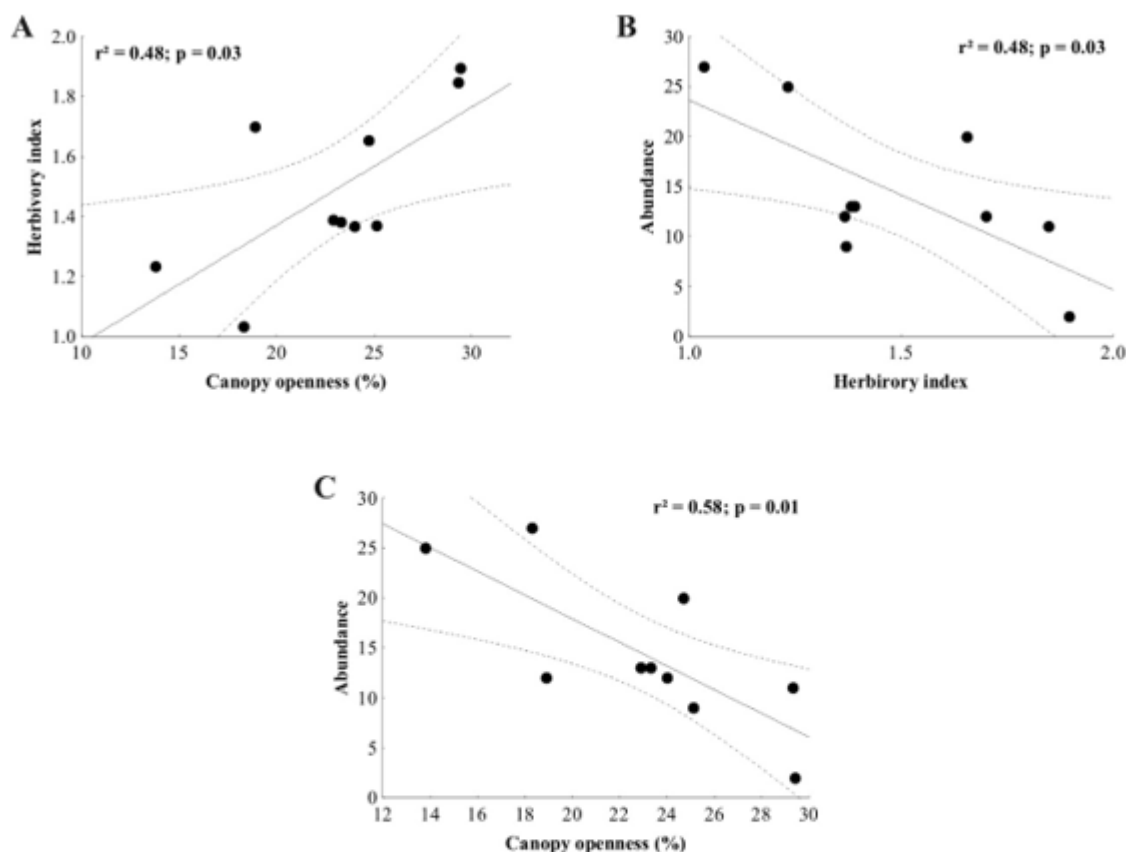 A
r² = 0.48; p = 0.03
Herbivory index
2.0
1.8
1.6
1.4
1.2
1.0
10 15 20 25 30
Canopy openness (%)
B
r² = 0.48; p = 0.03
Abundance
30
25
20
15
10
5
0
1.0 1.5 2.0
Herbirory index
C
r² = 0.58; p = 0.01
Abundance
30
25
20
15
10
5
0
12 14 16 18 20 22 24 26 28 30
Canopy openness (%)